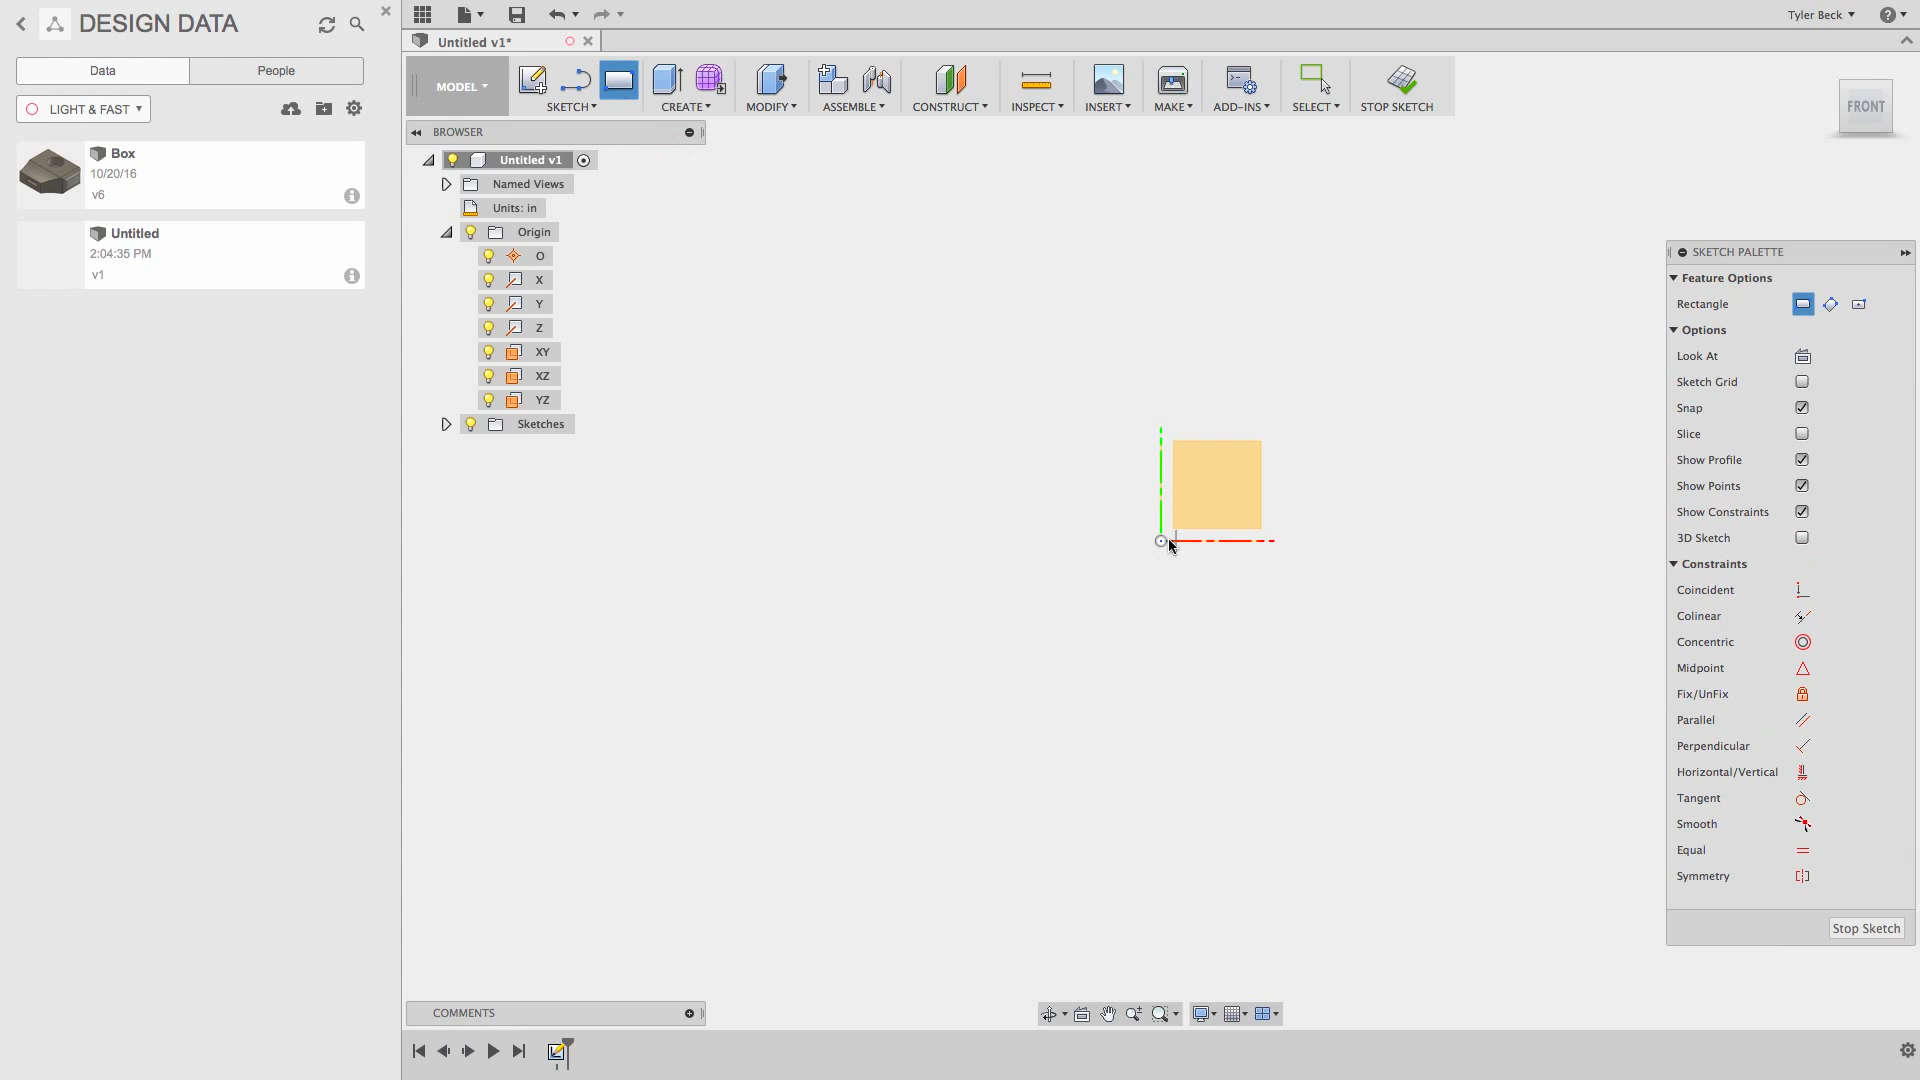 DESIGN DATA
Data
People
LIGHT & FAST
Box
10/20/16
v6
Untitled
2:04:35 PM
v1
Tyler Beck
Untitled v1*
MODEL
SKETCH
CREATE
MODIFY
ASSEMBLE
CONSTRUCT
INSPECT
INSERT
MAKE
ADD-INS
SELECT
STOP SKETCH
BROWSER
Untitled v1
Named Views
Units: in
Origin
O
X
Y
Z
XY
XZ
YZ
Sketches
FRONT
SKETCH PALETTE
Feature Options
Rectangle
Options
Look At
Sketch Grid
Snap
Slice
Show Profile
Show Points
Show Constraints
3D Sketch
Constraints
Coincident
Colinear
Concentric
Midpoint
Fix/UnFix
Parallel
Perpendicular
Horizontal/Vertical
Tangent
Smooth
Equal
Symmetry
Stop Sketch
COMMENTS